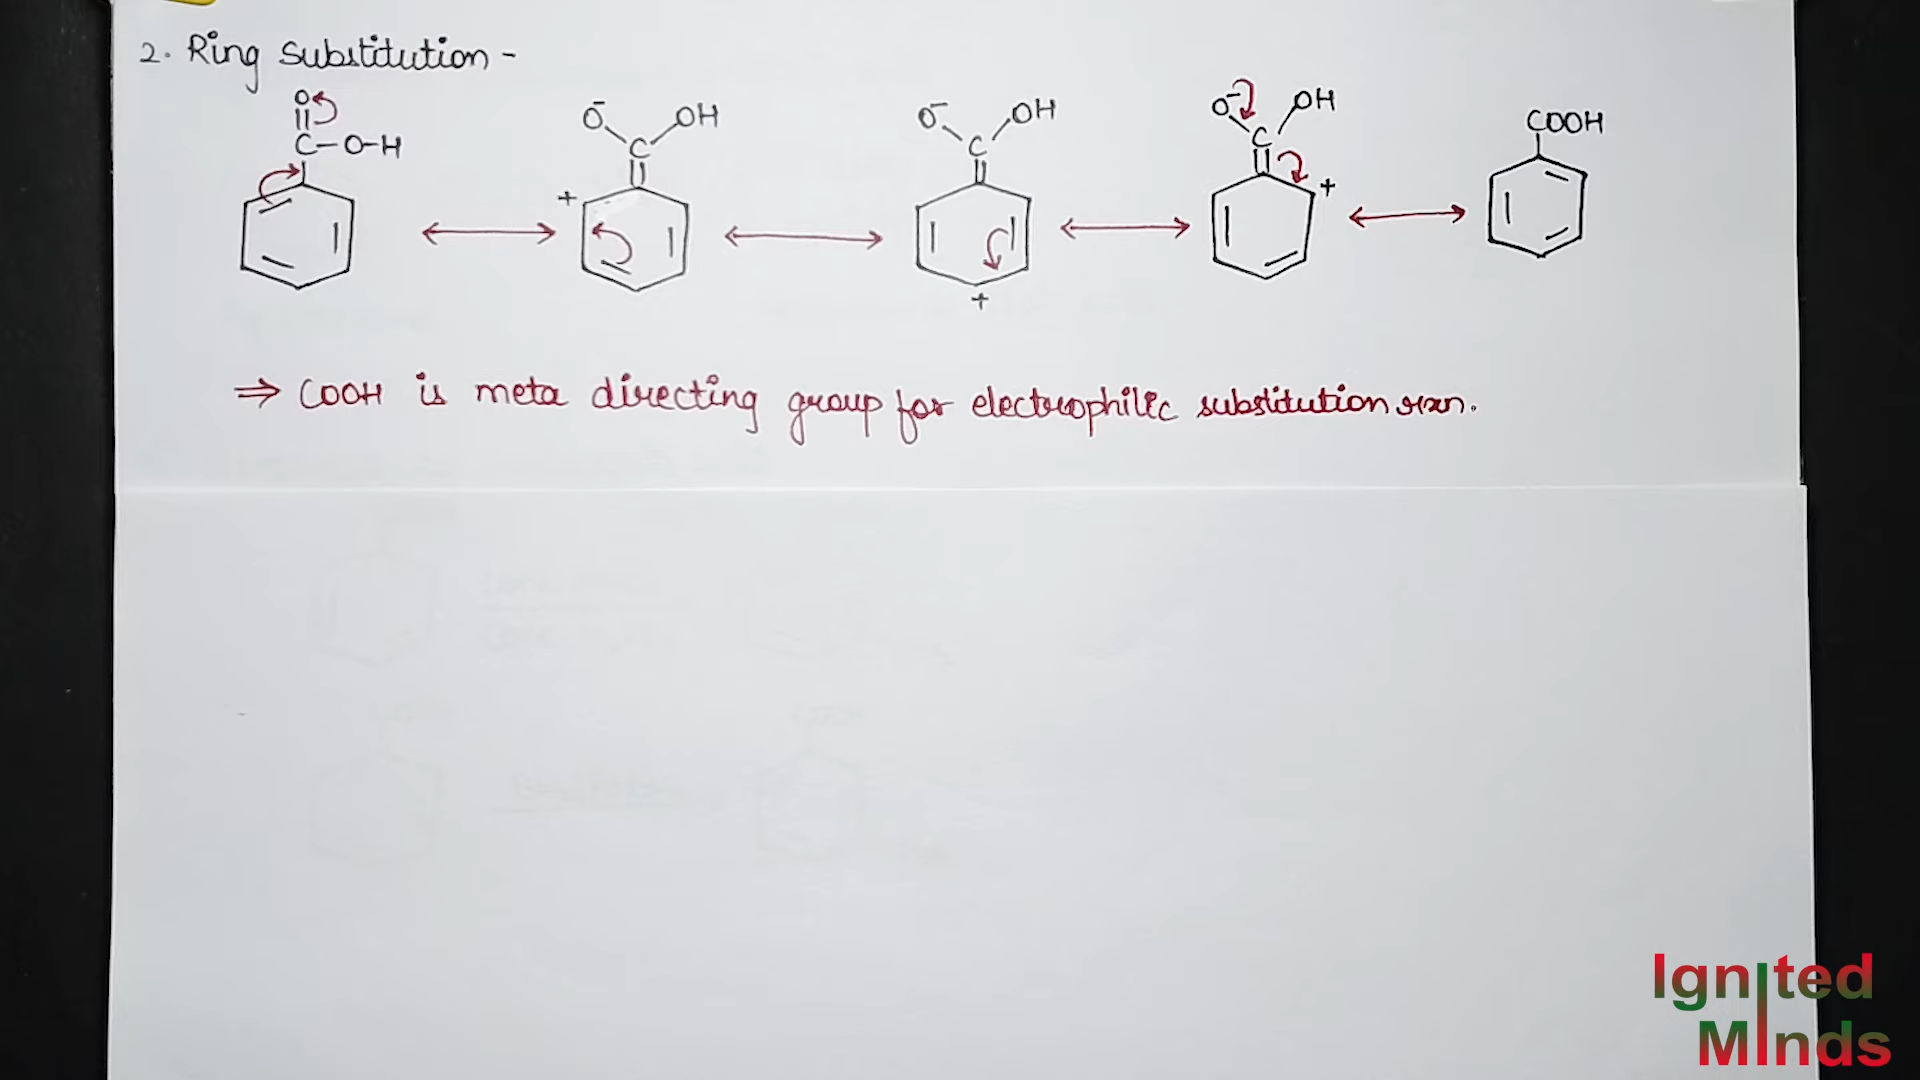 2. Ring Substitution -
O
C-O-H
O⁻ OH
C
+
O⁻ OH
C
+
O⁻ OH
C
+
COOH
⇒ COOH is meta directing group for electrophilic substitution rxn.
Ignited
Minds